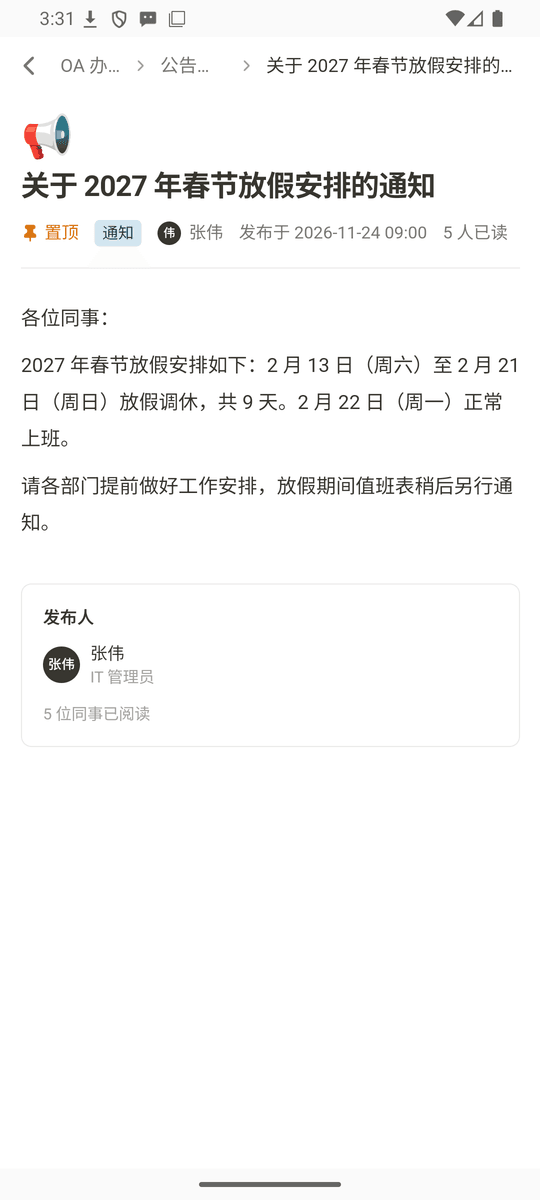 3:31
OA 办... > 公告... > 关于 2027 年春节放假安排的...
关于 2027 年春节放假安排的通知
置顶 通知 伟 张伟 发布于 2026-11-24 09:00 5 人已读
各位同事：
2027 年春节放假安排如下：2 月 13 日（周六）至 2 月 21
日（周日）放假调休，共 9 天。2 月 22 日（周一）正常
上班。
请各部门提前做好工作安排，放假期间值班表稍后另行通
知。
发布人
张伟
张伟
IT 管理员
5 位同事已阅读